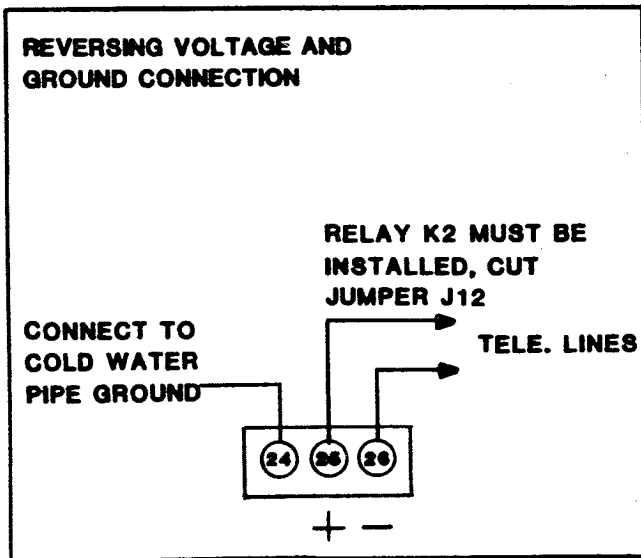 REVERSING VOLTAGE AND
GROUND CONNECTION
RELAY K2 MUST BE
INSTALLED, CUT
JUMPER J12
CONNECT TO
COLD WATER
PIPE GROUND
TELE. LINES
24 25 26
+ −